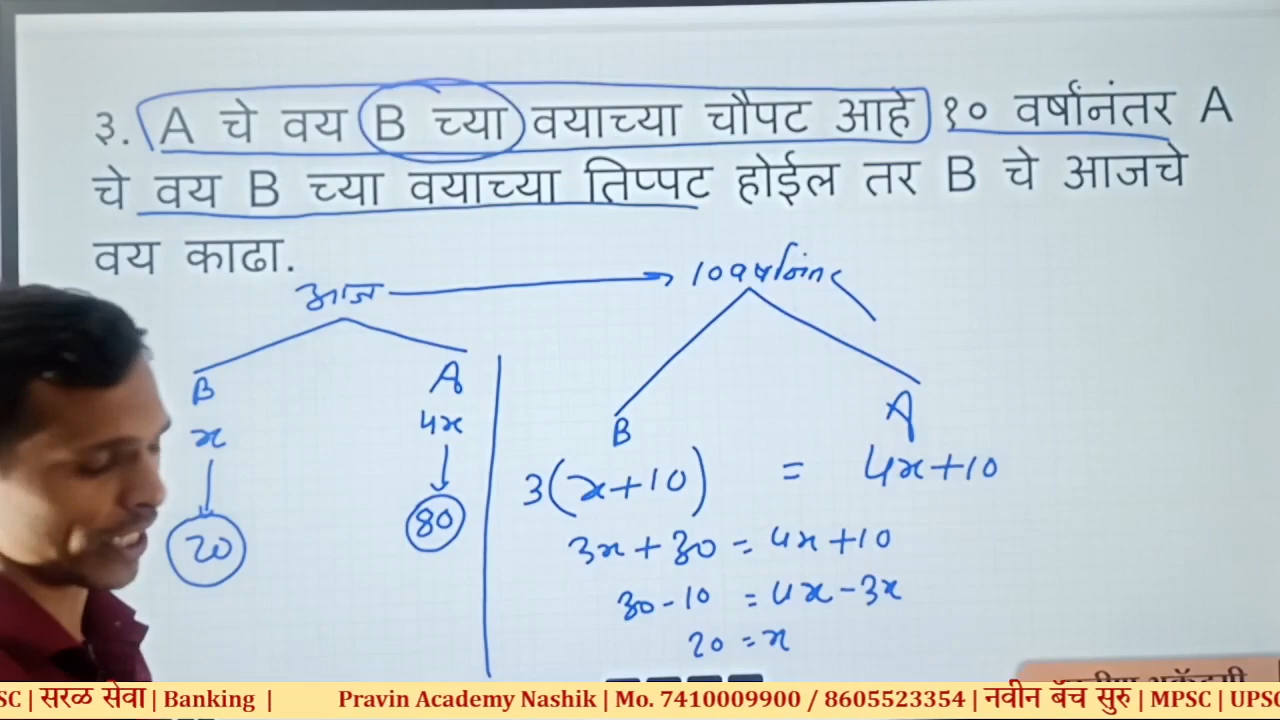 ३. A चे वय B च्या वयाच्या चौपट आहे १० वर्षांनंतर A
चे वय B च्या वयाच्या तिप्पट होईल तर B चे आजचे
वय काढा.
आज
B
x
20
A
4x
80
B
A
3(x+10) = 4x+10
3x+30 = 4x+10
30-10 = 4x-3x
20 = x
SC | सरळ सेवा | Banking | Pravin Academy Nashik | Mo. 7410009900 / 8605523354 | नवीन बॅच सुरु | MPSC | UPSC